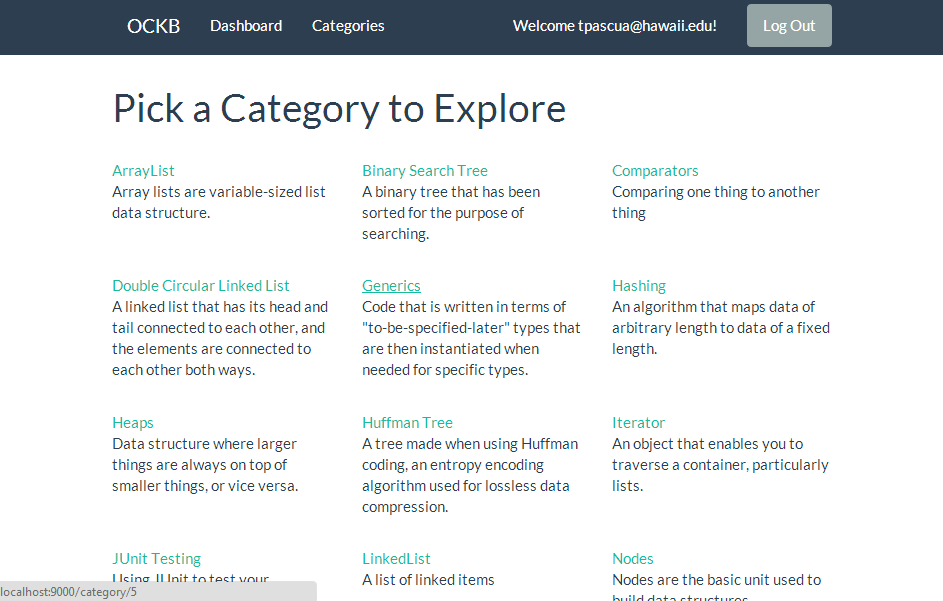 OCKB Dashboard Categories Welcome tpascua@hawaii.edu! Log Out
Pick a Category to Explore
ArrayList
Array lists are variable-sized list
data structure.
Binary Search Tree
A binary tree that has been
sorted for the purpose of
searching.
Comparators
Comparing one thing to another
thing
Double Circular Linked List
A linked list that has its head and
tail connected to each other, and
the elements are connected to
each other both ways.
Generics
Code that is written in terms of
"to-be-specified-later" types that
are then instantiated when
needed for specific types.
Hashing
An algorithm that maps data of
arbitrary length to data of a fixed
length.
Heaps
Data structure where larger
things are always on top of
smaller things, or vice versa.
Huffman Tree
A tree made when using Huffman
coding, an entropy encoding
algorithm used for lossless data
compression.
Iterator
An object that enables you to
traverse a container, particularly
lists.
JUnit Testing
Using JUnit to test your
LinkedList
A list of linked items
Nodes
Nodes are the basic unit used to
build data structures
localhost:9000/category/5